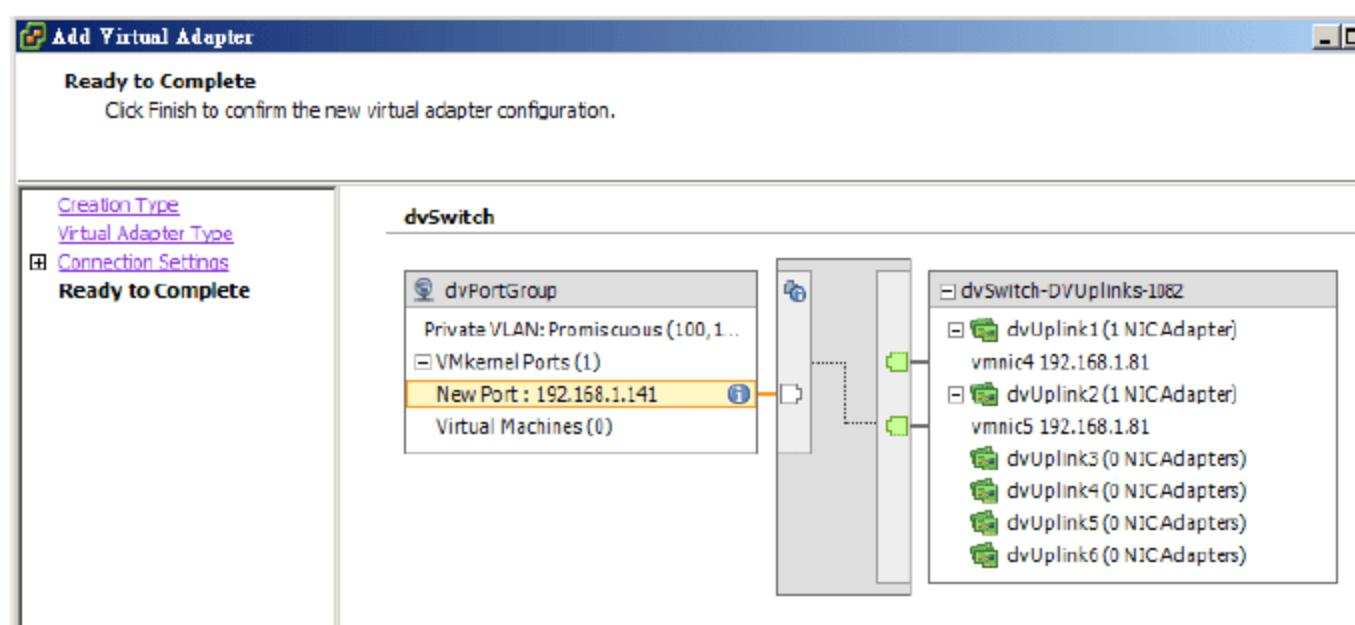 Add Virtual Adapter
Ready to Complete
Click Finish to confirm the new virtual adapter configuration.
Creation Type
Virtual Adapter Type
Connection Settings
Ready to Complete
dvSwitch
dvPortGroup
Private VLAN: Promiscuous (100, 1...
VMkernel Ports (1)
New Port : 192.168.1.141
Virtual Machines (0)
dvSwitch-DVUplinks-1082
dvUplink1 (1 NIC Adapter)
vmnic4 192.168.1.81
dvUplink2 (1 NIC Adapter)
vmnic5 192.168.1.81
dvUplink3 (0 NIC Adapters)
dvUplink4 (0 NIC Adapters)
dvUplink5 (0 NIC Adapters)
dvUplink6 (0 NIC Adapters)